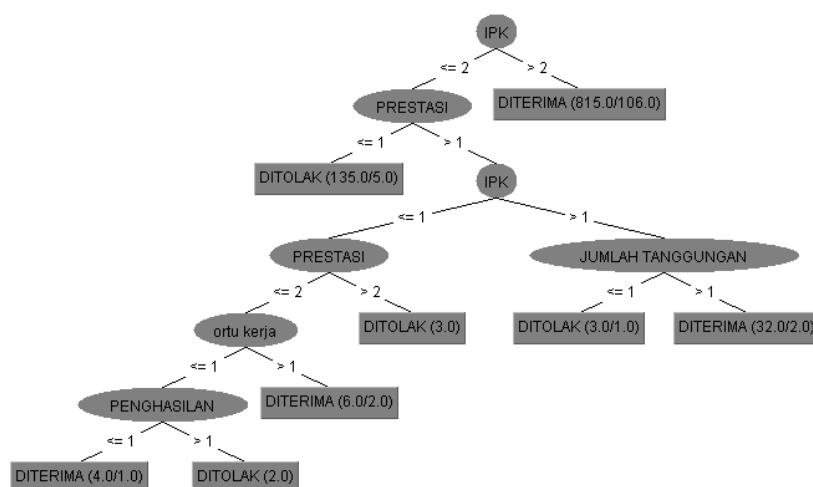 IPK
<= 2
> 2
PRESTASI
DITERIMA (815.0/106.0)
<= 1
> 1
DITOLAK (135.0/5.0)
IPK
<= 1
> 1
PRESTASI
JUMLAH TANGGUNGAN
<= 2
> 2
<= 1
> 1
ortu kerja
DITOLAK (3.0)
DITOLAK (3.0/1.0)
DITERIMA (32.0/2.0)
<= 1
> 1
PENGHASILAN
DITERIMA (6.0/2.0)
<= 1
> 1
DITERIMA (4.0/1.0)
DITOLAK (2.0)